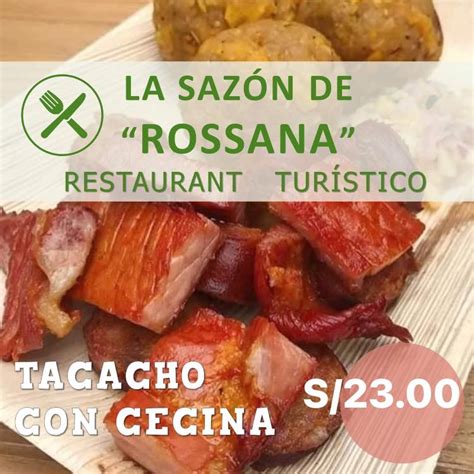 LA SAZÓN DE
“ROSSANA”
RESTAURANT TURÍSTICO
TACACHO
CON CECINA
S/23.00